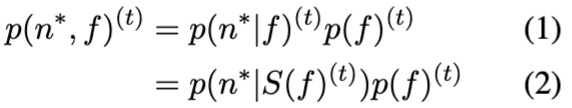 p(n*, f)^(t) = p(n*|f)^(t) p(f)^(t) (1)
= p(n*|S(f)^(t)) p(f)^(t) (2)